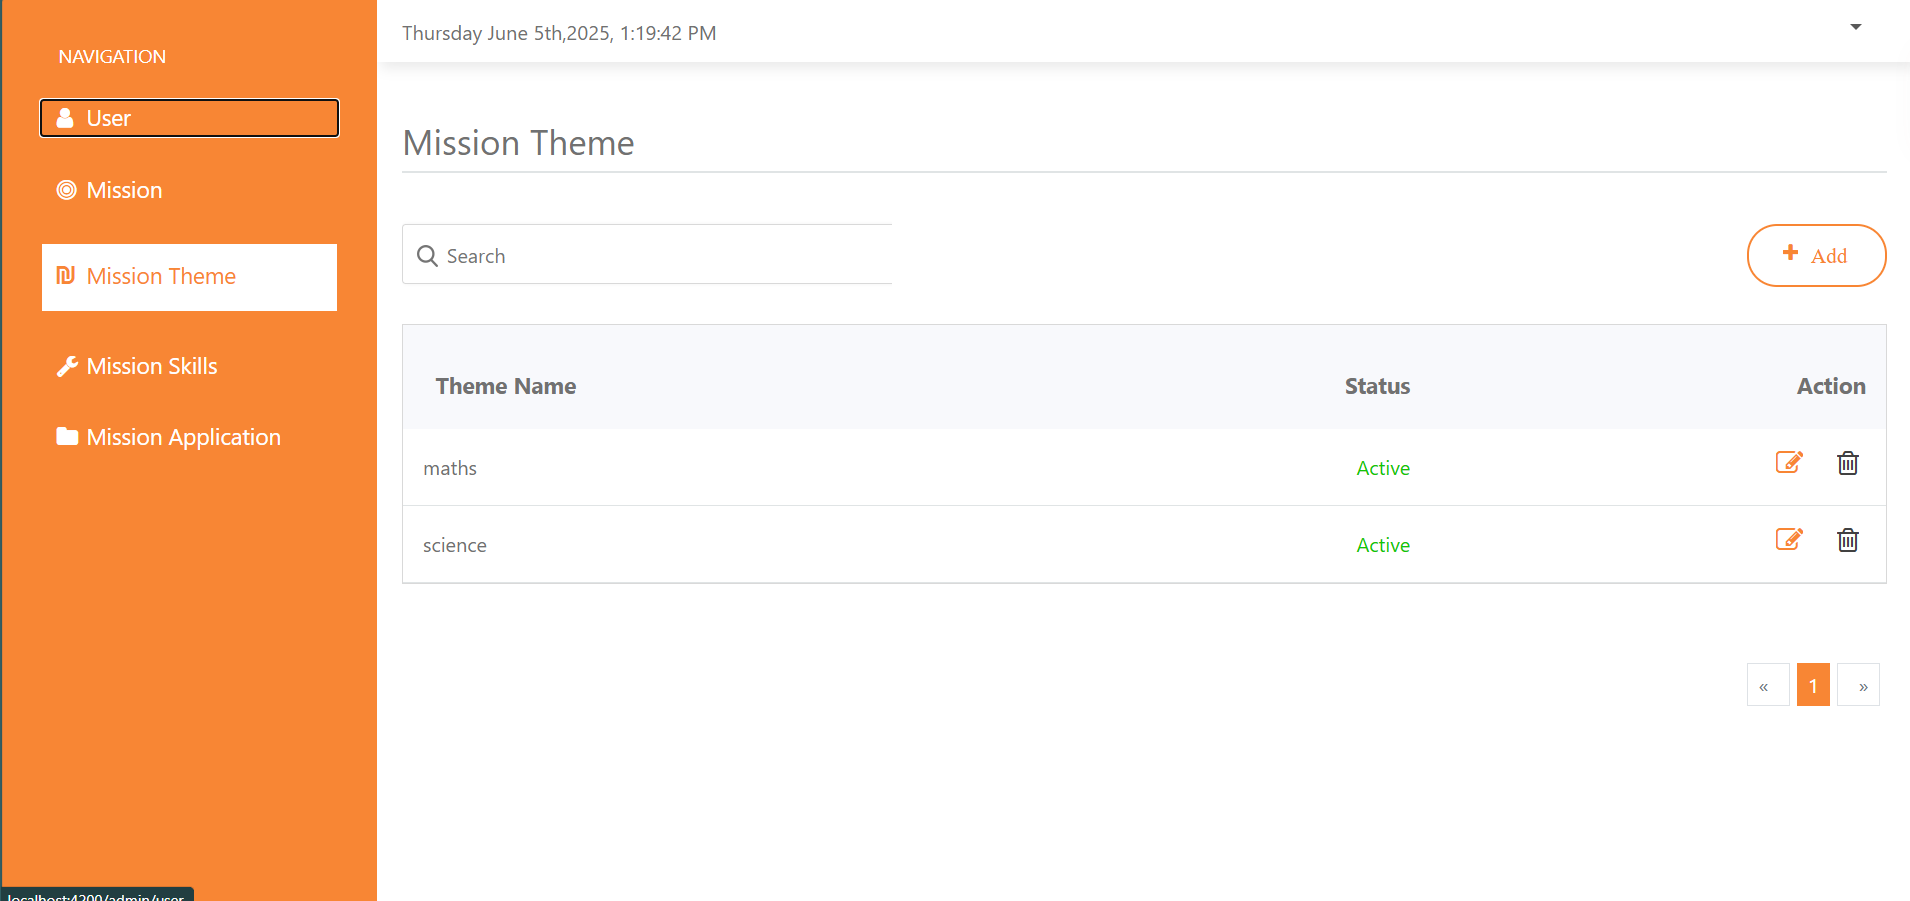 NAVIGATION
User
Mission
Mission Theme
Mission Skills
Mission Application
Thursday June 5th,2025, 1:19:42 PM
Mission Theme
Search
Add
Theme Name Status Action
maths Active
science Active
« 1 »
localhost:4200/admin/user